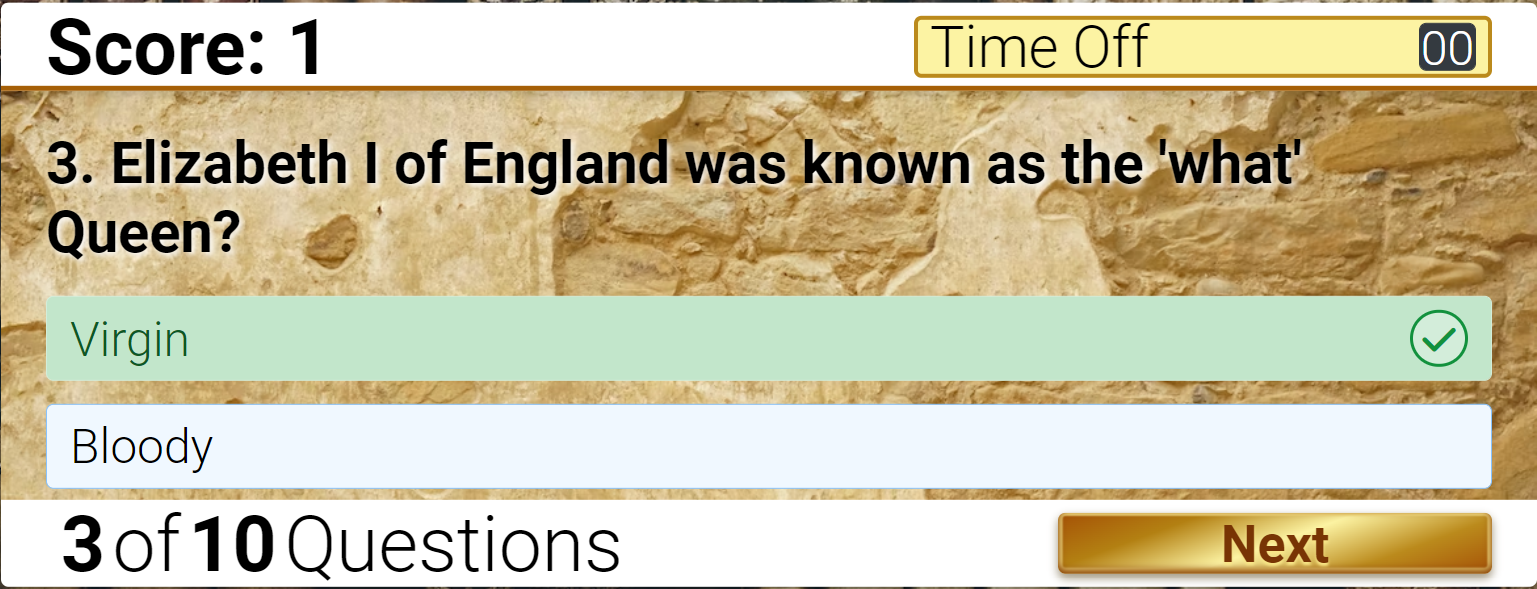 Score: 1
Time Off 00
3. Elizabeth I of England was known as the 'what'
Queen?
Virgin
Bloody
3 of 10 Questions
Next